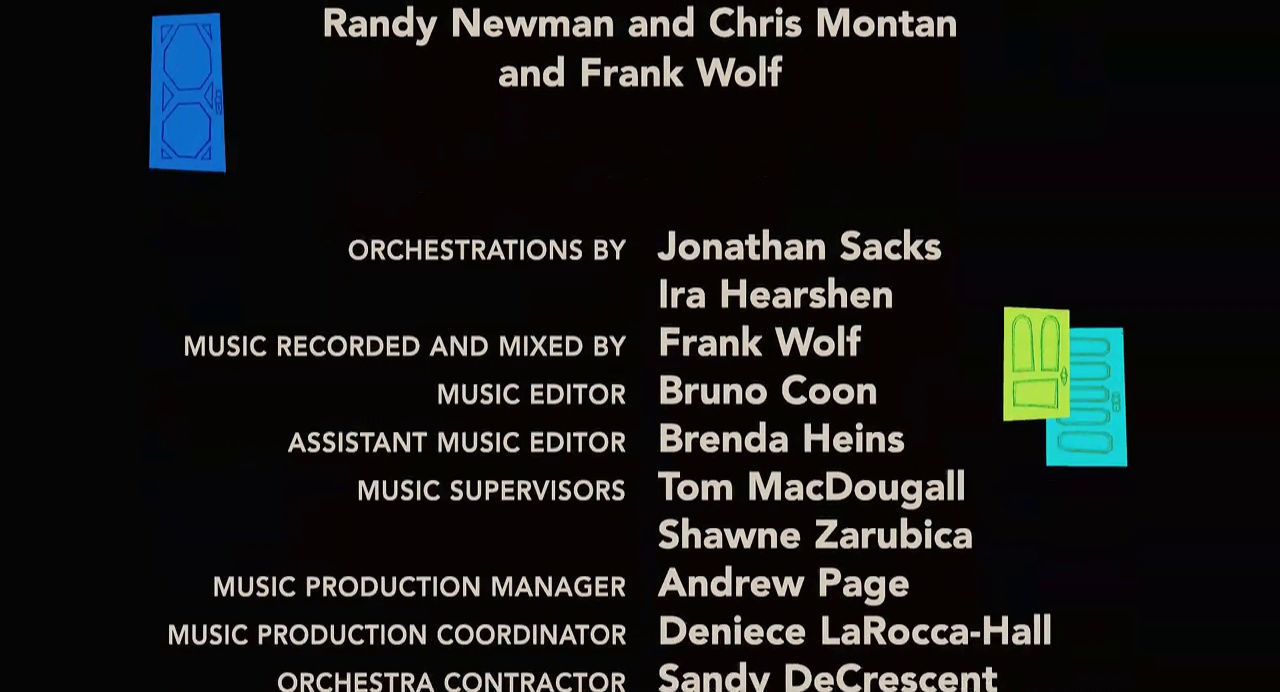 Randy Newman and Chris Montan
and Frank Wolf
ORCHESTRATIONS BY Jonathan Sacks
Ira Hearshen
MUSIC RECORDED AND MIXED BY Frank Wolf
MUSIC EDITOR Bruno Coon
ASSISTANT MUSIC EDITOR Brenda Heins
MUSIC SUPERVISORS Tom MacDougall
Shawne Zarubica
MUSIC PRODUCTION MANAGER Andrew Page
MUSIC PRODUCTION COORDINATOR Deniece LaRocca-Hall
ORCHESTRA CONTRACTOR Sandy DeCrescent